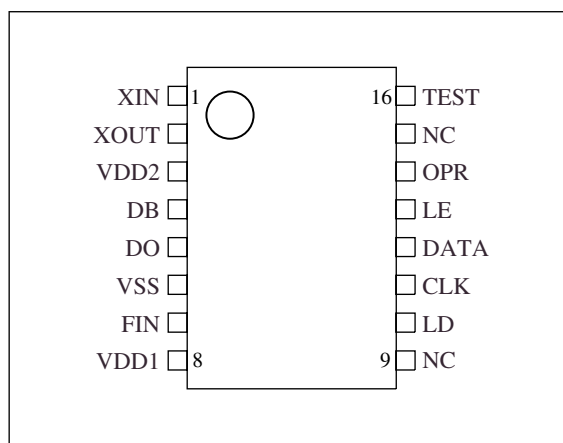 XIN 1 16 TEST
XOUT NC
VDD2 OPR
DB LE
DO DATA
VSS CLK
FIN LD
VDD1 8 9 NC